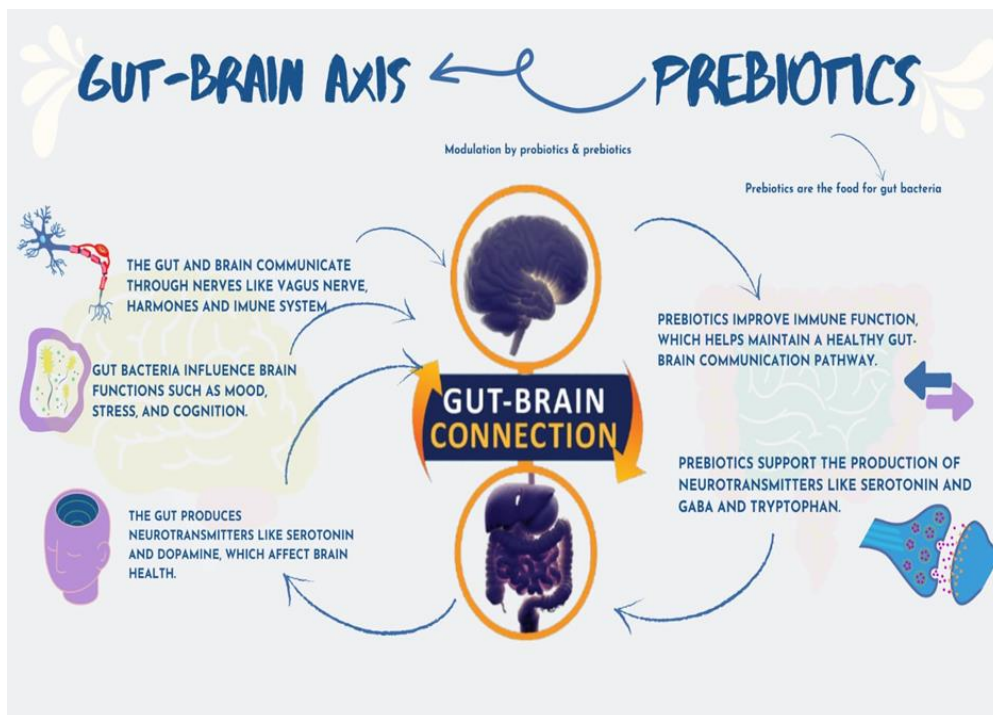 GUT-BRAIN AXIS
PREBIOTICS
Modulation by probiotics & prebiotics
Prebiotics are the food for gut bacteria
THE GUT AND BRAIN COMMUNICATE
THROUGH NERVES LIKE VAGUS NERVE,
HARMONES AND IMUNE SYSTEM.
GUT BACTERIA INFLUENCE BRAIN
FUNCTIONS SUCH AS MOOD,
STRESS, AND COGNITION.
THE GUT PRODUCES
NEUROTRANSMITTERS LIKE SEROTONIN
AND DOPAMINE, WHICH AFFECT BRAIN
HEALTH.
GUT-BRAIN
CONNECTION
PREBIOTICS IMPROVE IMMUNE FUNCTION,
WHICH HELPS MAINTAIN A HEALTHY GUT-
BRAIN COMMUNICATION PATHWAY.
PREBIOTICS SUPPORT THE PRODUCTION OF
NEUROTRANSMITTERS LIKE SEROTONIN AND
GABA AND TRYPTOPHAN.